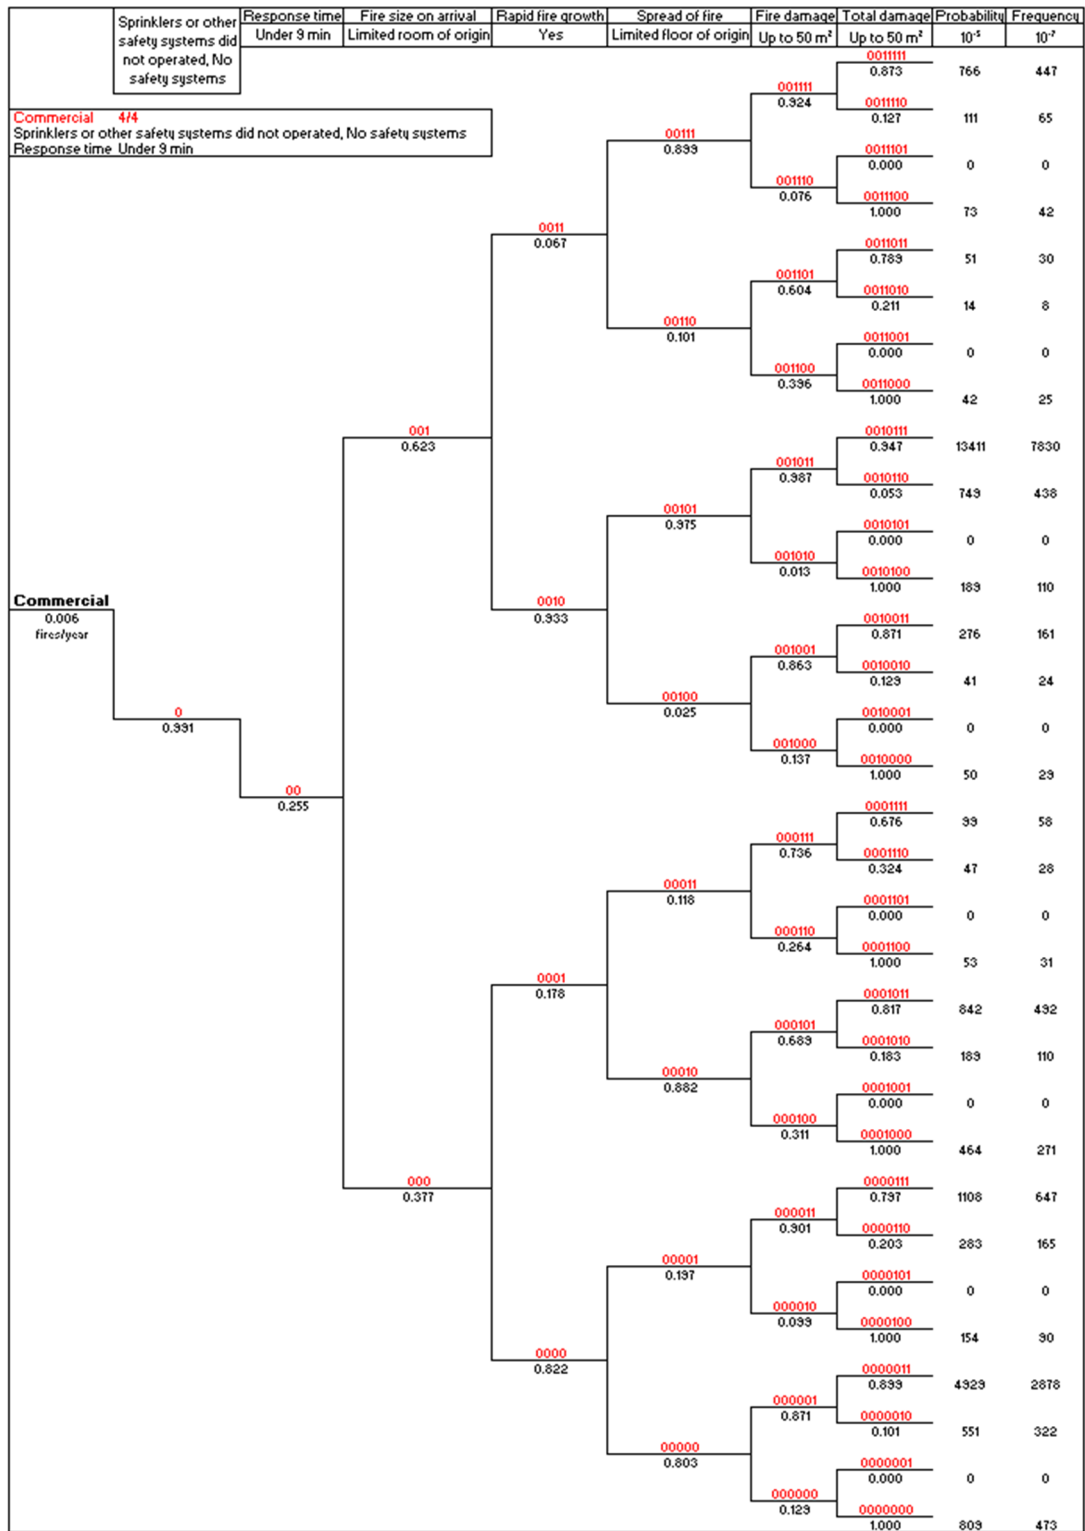 Sprinklers or other safety systems did not operated, No safety systems
Response time Fire size on arrival Rapid fire growth Spread of fire Fire damage Total damage Probability Frequency
Under 9 min Limited room of origin Yes Limited floor of origin Up to 50 m² Up to 50 m² 10⁻⁵ 10⁻⁷
Commercial 4/4
Sprinklers or other safety systems did not operated, No safety systems
Response time Under 9 min
0011111
0.873 766 447
001111
0.924
0011110
0.127 111 65
00111
0.899
0011101
0.000 0 0
001110
0.076
0011100
1.000 73 42
0011
0.067
0011011
0.789 51 30
001101
0.604
0011010
0.211 14 8
00110
0.101
0011001
0.000 0 0
001100
0.396
0011000
1.000 42 25
001
0.623
0010111
0.947 13411 7830
001011
0.987
0010110
0.053 749 438
00101
0.975
0010101
0.000 0 0
001010
0.013
0010100
1.000 189 110
Commercial
0.006
fires/year
0010
0.933
0010011
0.871 276 161
001001
0.863
0010010
0.129 41 24
00100
0.025
0
0.991
0010001
0.000 0 0
001000
0.137
0010000
1.000 50 29
00
0.255
0001111
0.676 99 58
000111
0.736
0001110
0.324 47 28
00011
0.118
0001101
0.000 0 0
000110
0.264
0001100
1.000 53 31
0001
0.178
0001011
0.817 842 492
000101
0.689
0001010
0.183 189 110
00010
0.882
0001001
0.000 0 0
000100
0.311
0001000
1.000 464 271
000
0.377
0000111
0.797 1108 647
000011
0.901
0000110
0.203 283 165
00001
0.197
0000101
0.000 0 0
000010
0.099
0000100
1.000 154 90
0000
0.822
0000011
0.899 4929 2878
000001
0.871
0000010
0.101 551 322
00000
0.803
0000001
0.000 0 0
000000
0.129
0000000
1.000 809 473